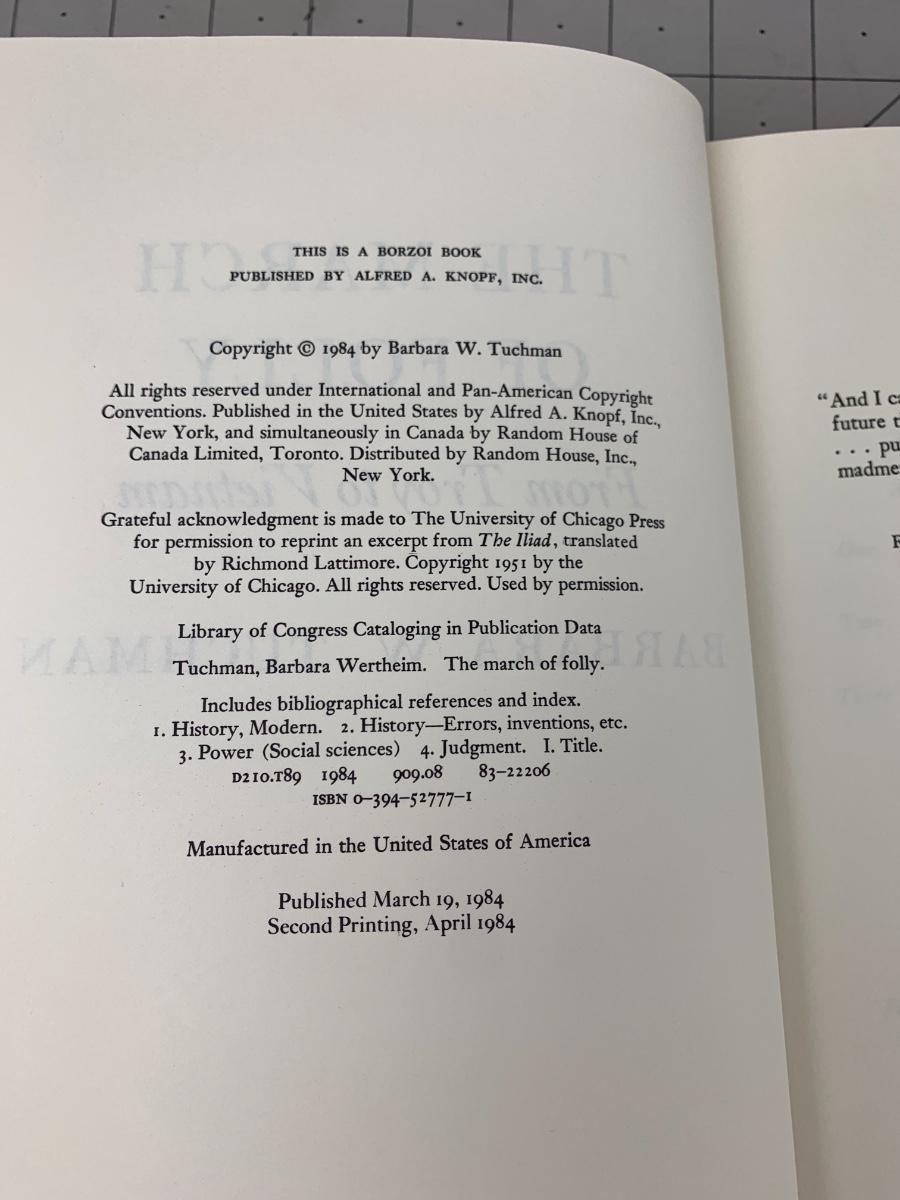 THIS IS A BORZOI BOOK
PUBLISHED BY ALFRED A. KNOPF, INC.
Copyright © 1984 by Barbara W. Tuchman
All rights reserved under International and Pan-American Copyright
Conventions. Published in the United States by Alfred A. Knopf, Inc.,
New York, and simultaneously in Canada by Random House of
Canada Limited, Toronto. Distributed by Random House, Inc.,
New York.
Grateful acknowledgment is made to The University of Chicago Press
for permission to reprint an excerpt from The Iliad, translated
by Richmond Lattimore. Copyright 1951 by the
University of Chicago. All rights reserved. Used by permission.
Library of Congress Cataloging in Publication Data
Tuchman, Barbara Wertheim. The march of folly.
Includes bibliographical references and index.
1. History, Modern. 2. History—Errors, inventions, etc.
3. Power (Social sciences) 4. Judgment. I. Title.
D210.T89 1984 909.08 83-22206
ISBN 0-394-52777-1
Manufactured in the United States of America
Published March 19, 1984
Second Printing, April 1984
“And I
future
. . .